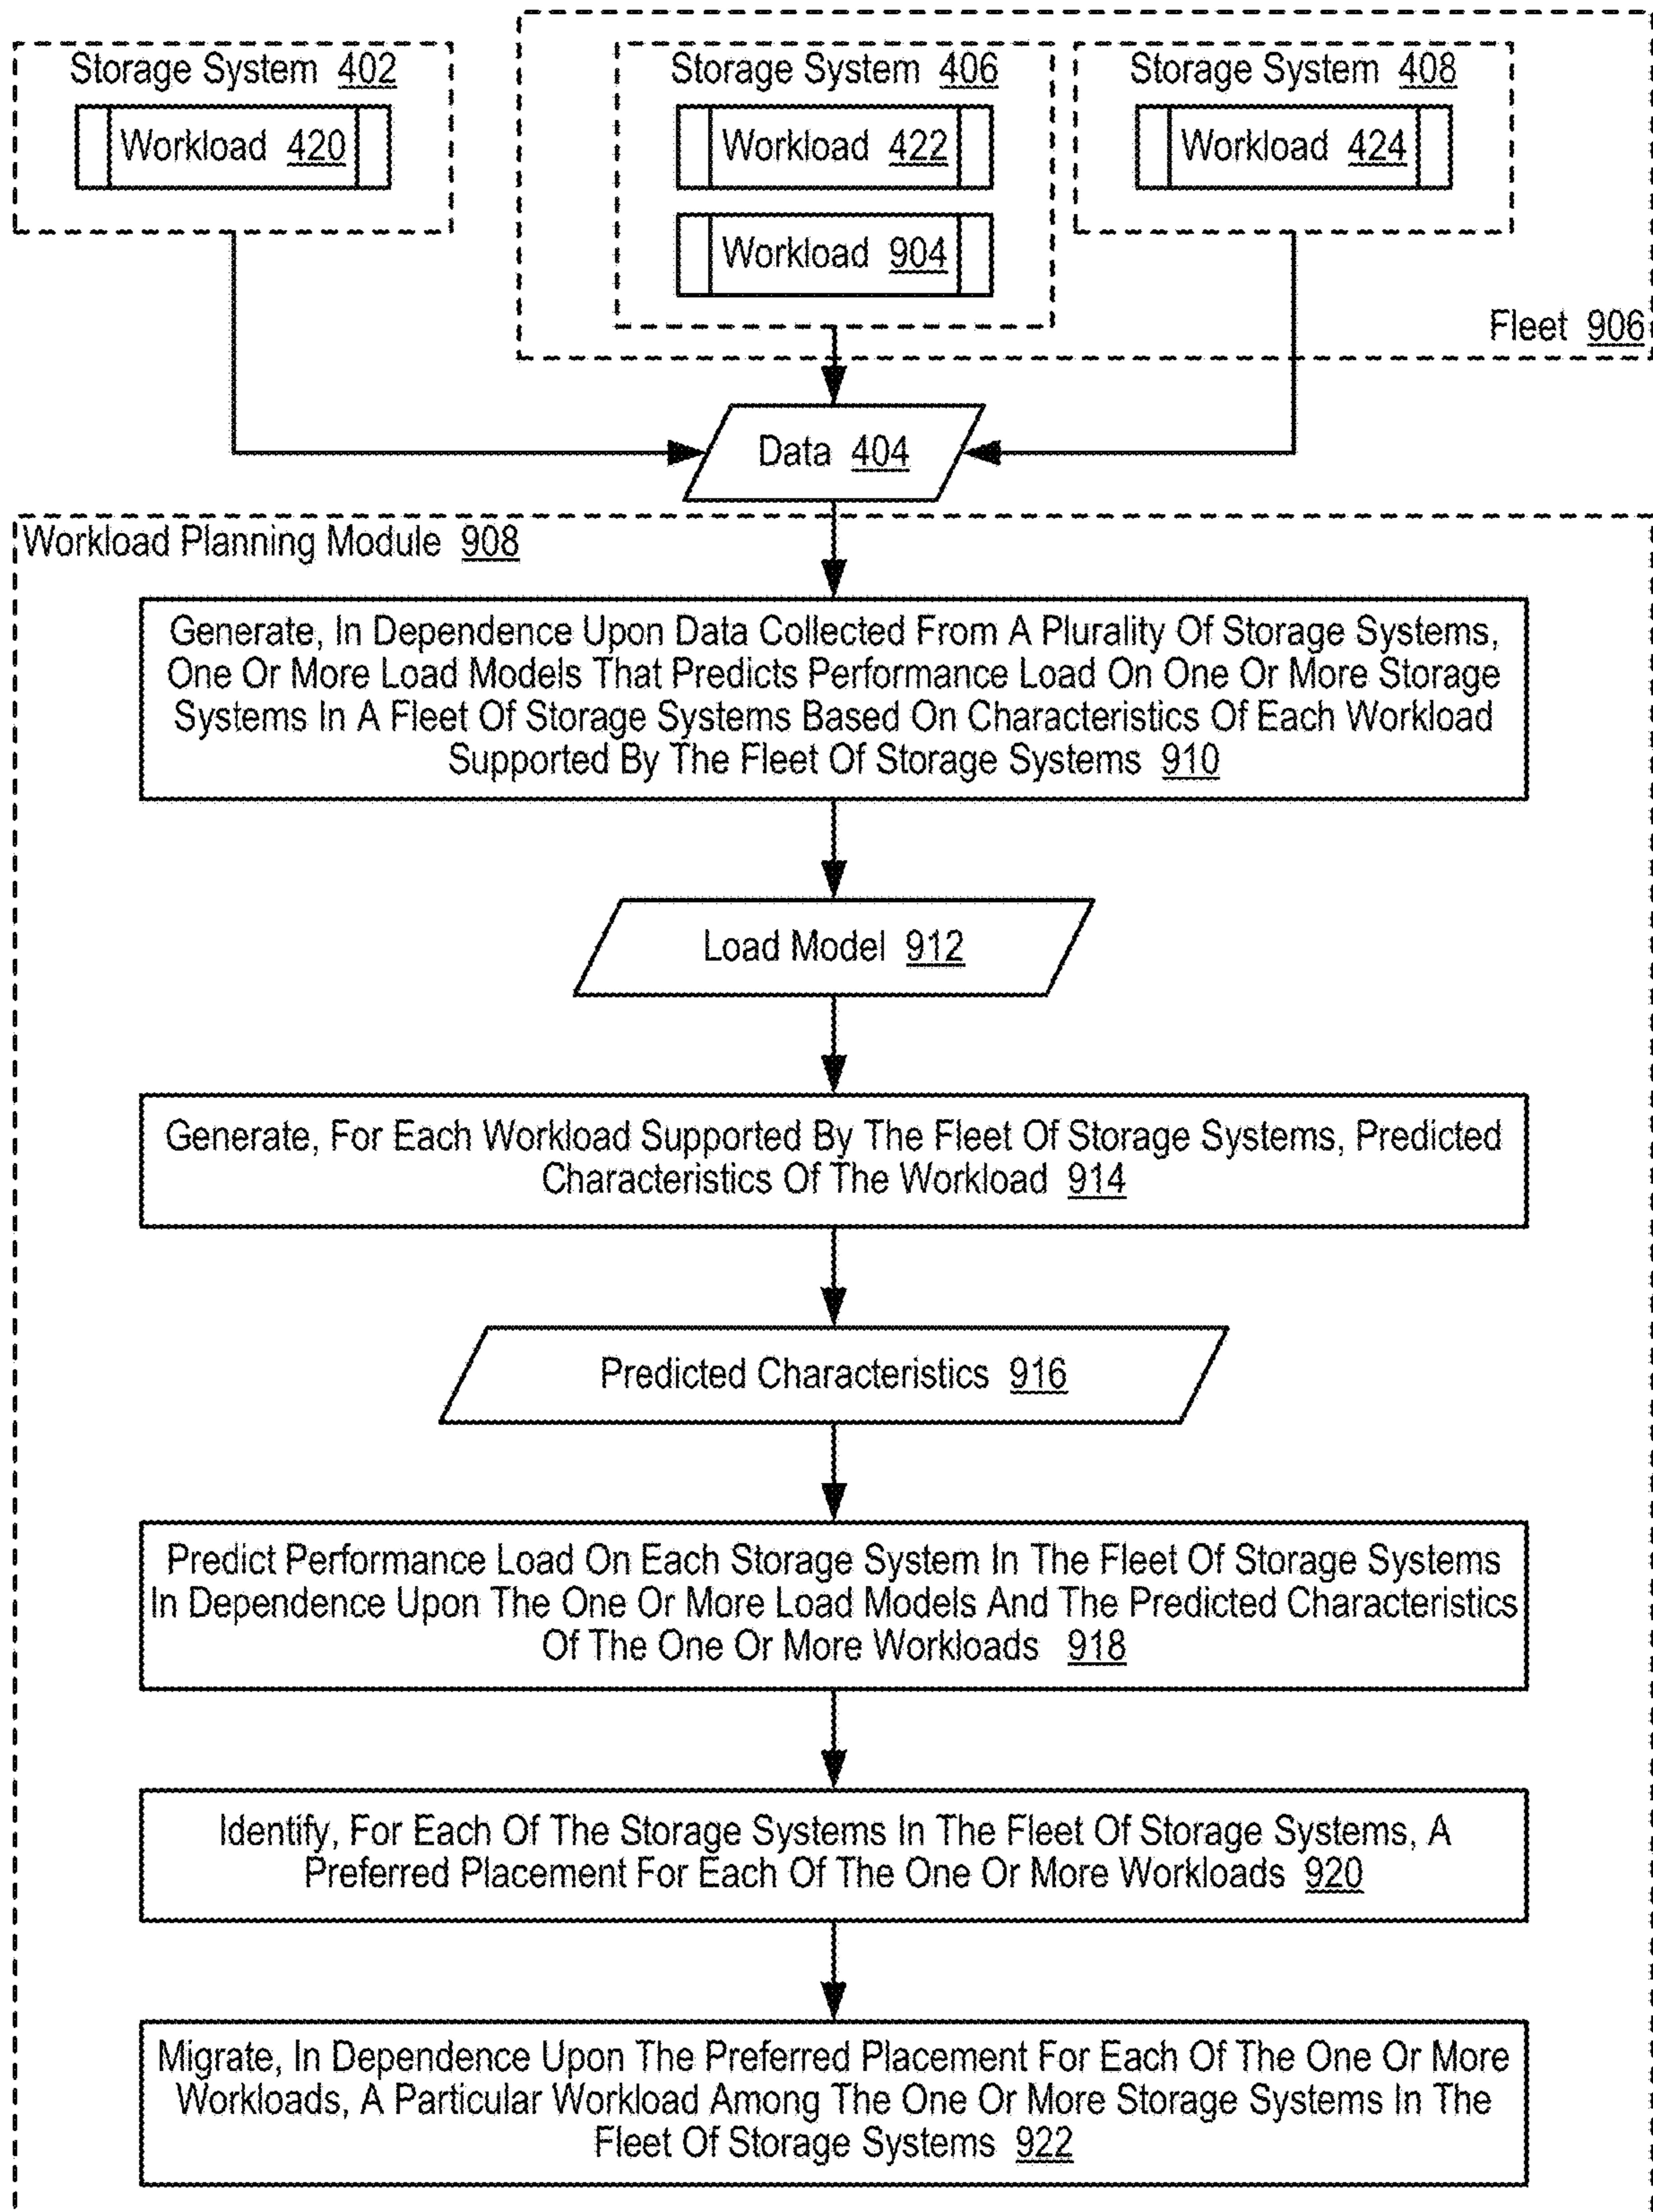 Storage System 402
Workload 420
Storage System 406
Workload 422
Workload 904
Storage System 408
Workload 424
Fleet 906
Data 404
Workload Planning Module 908
Generate, In Dependence Upon Data Collected From A Plurality Of Storage Systems,
One Or More Load Models That Predicts Performance Load On One Or More Storage
Systems In A Fleet Of Storage Systems Based On Characteristics Of Each Workload
Supported By The Fleet Of Storage Systems 910
Load Model 912
Generate, For Each Workload Supported By The Fleet Of Storage Systems, Predicted
Characteristics Of The Workload 914
Predicted Characteristics 916
Predict Performance Load On Each Storage System In The Fleet Of Storage Systems
In Dependence Upon The One Or More Load Models And The Predicted Characteristics
Of The One Or More Workloads 918
Identify, For Each Of The Storage Systems In The Fleet Of Storage Systems, A
Preferred Placement For Each Of The One Or More Workloads 920
Migrate, In Dependence Upon The Preferred Placement For Each Of The One Or More
Workloads, A Particular Workload Among The One Or More Storage Systems In The
Fleet Of Storage Systems 922